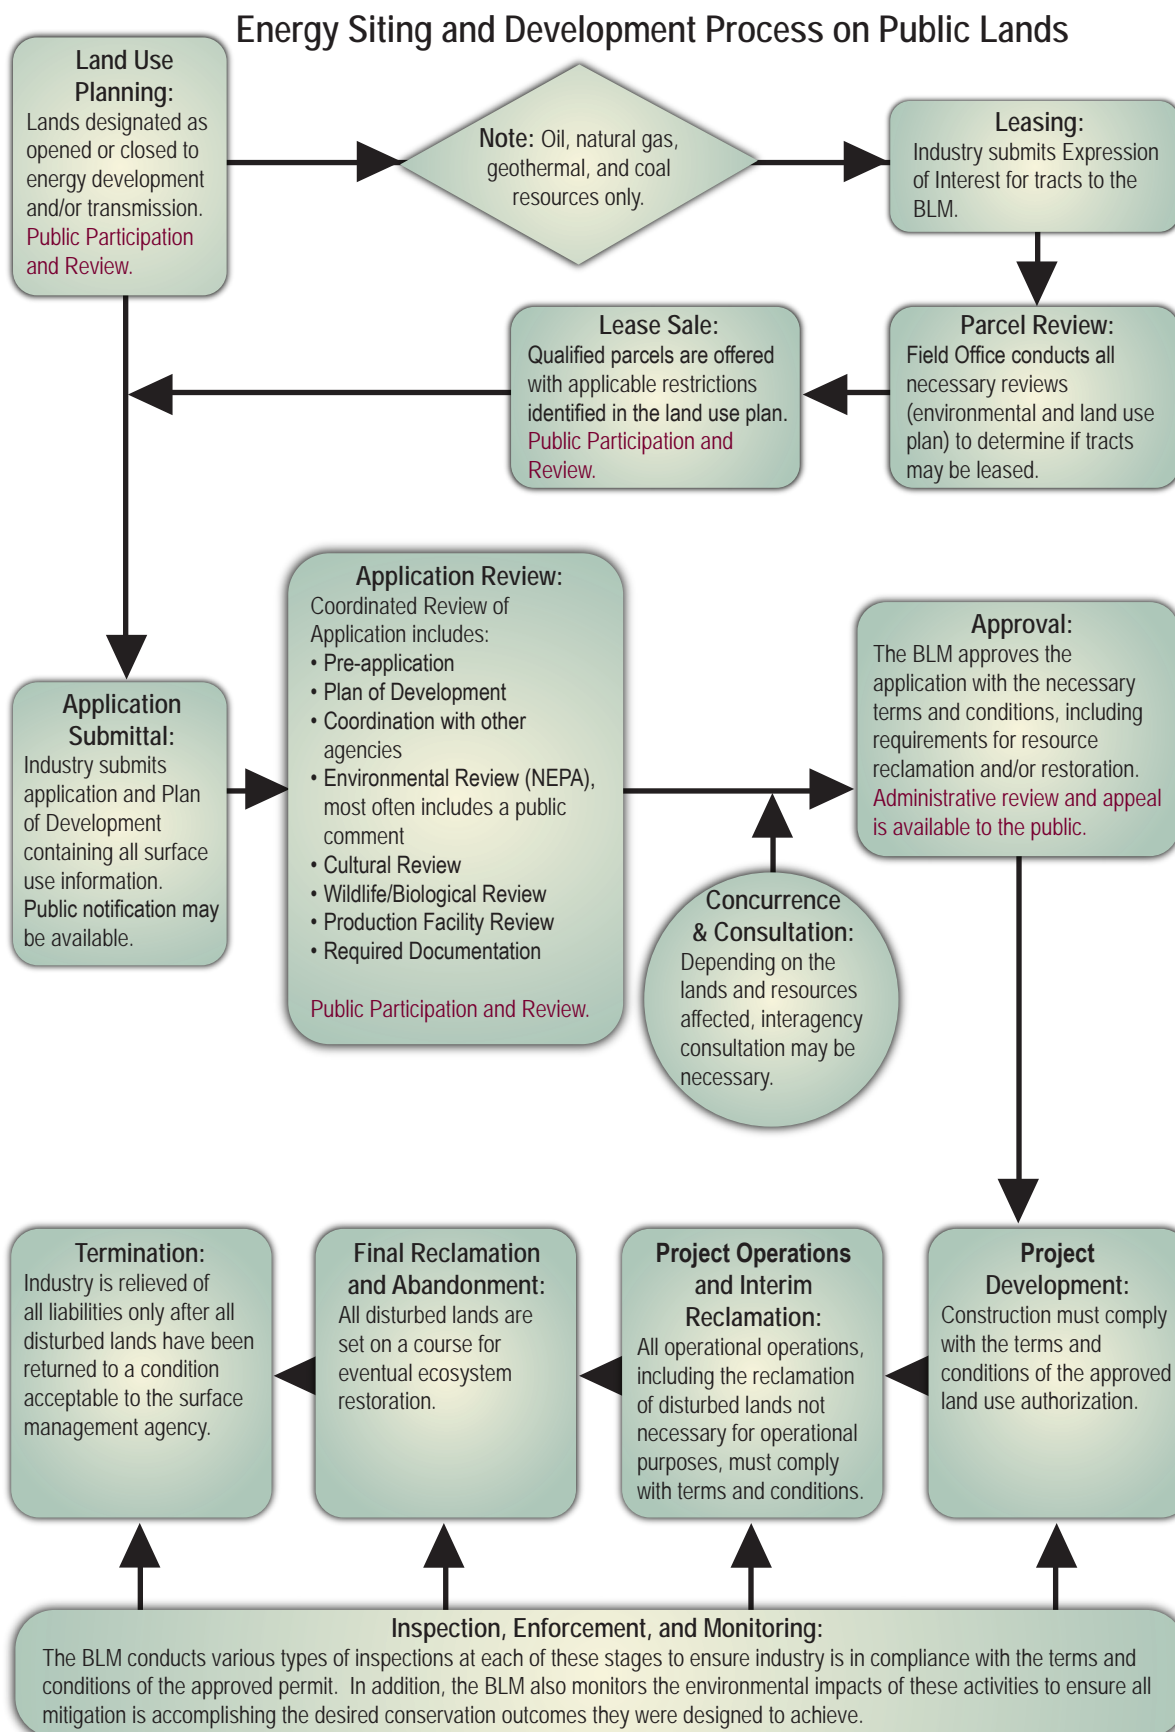 Energy Siting and Development Process on Public Lands
Land Use
Planning:
Lands designated as
opened or closed to
energy development
and/or transmission.
Public Participation
and Review.
Note: Oil, natural gas,
geothermal, and coal
resources only.
Leasing:
Industry submits Expression
of Interest for tracts to the
BLM.
Parcel Review:
Field Office conducts all
necessary reviews
(environmental and land use
plan) to determine if tracts
may be leased.
Lease Sale:
Qualified parcels are offered
with applicable restrictions
identified in the land use plan.
Public Participation and
Review.
Application
Submittal:
Industry submits
application and Plan
of Development
containing all surface
use information.
Public notification may
be available.
Application Review:
Coordinated Review of
Application includes:
• Pre-application
• Plan of Development
• Coordination with other
agencies
• Environmental Review (NEPA),
most often includes a public
comment
• Cultural Review
• Wildlife/Biological Review
• Production Facility Review
• Required Documentation
Public Participation and Review.
Concurrence
& Consultation:
Depending on the
lands and resources
affected, interagency
consultation may be
necessary.
Approval:
The BLM approves the
application with the necessary
terms and conditions, including
requirements for resource
reclamation and/or restoration.
Administrative review and appeal
is available to the public.
Project
Development:
Construction must comply
with the terms and
conditions of the approved
land use authorization.
Project Operations
and Interim
Reclamation:
All operational operations,
including the reclamation
of disturbed lands not
necessary for operational
purposes, must comply
with terms and conditions.
Final Reclamation
and Abandonment:
All disturbed lands are
set on a course for
eventual ecosystem
restoration.
Termination:
Industry is relieved of
all liabilities only after all
disturbed lands have been
returned to a condition
acceptable to the surface
management agency.
Inspection, Enforcement, and Monitoring:
The BLM conducts various types of inspections at each of these stages to ensure industry is in compliance with the terms and
conditions of the approved permit.  In addition, the BLM also monitors the environmental impacts of these activities to ensure all
mitigation is accomplishing the desired conservation outcomes they were designed to achieve.